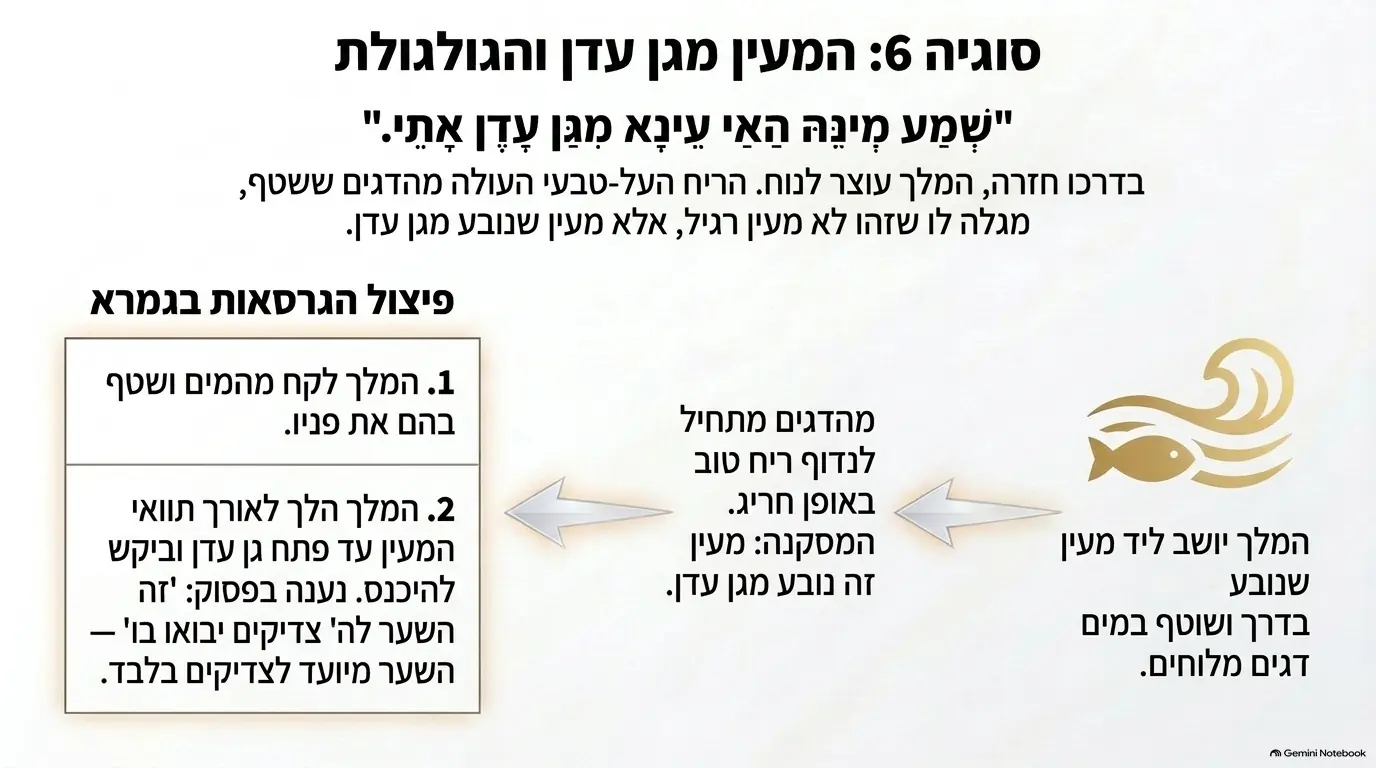 סוגיה 6: המעין מגן עדן והגולגולת
"שְׁמַע מְינֵּהּ הַאַי עֵינָא מִגַּן עָדֶן אָתֵי."
בדרכו חזרה, המלך עוצר לנוח. הריח העל-טבעי העולה מהדגים ששטף,
מגלה לו שזהו לא מעין רגיל, אלא מעין שנובע מגן עדן.
המלך יושב ליד מעין
שנובע
בדרך ושוטף במים
דגים מלוחים.
מהדגים מתחיל
לנדוף ריח טוב
באופן חריג.
המסקנה: מעין
זה נובע מגן עדן.
פיצול הגרסאות בגמרא
1. המלך לקח מהמים ושטף
בהם את פניו.
2. המלך הלך לאורך תוואי
המעין עד פתח גן עדן וביקש
להיכנס. נענה בפסוק: 'זה
השער לה' צדיקים יבואו בו' –
השער מיועד לצדיקים בלבד.
Gemini Notebook